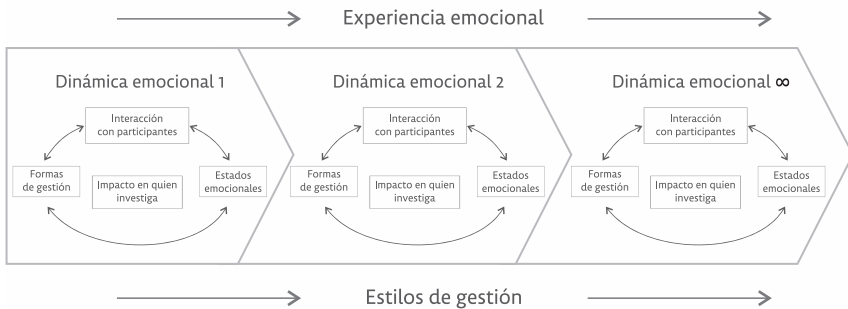 Experiencia emocional
Dinámica emocional 1
Interacción
con participantes
Formas
de gestión
Impacto en quien
investiga
Estados
emocionales
Dinámica emocional 2
Interacción
con participantes
Formas
de gestión
Impacto en quien
investiga
Estados
emocionales
Dinámica emocional ∞
Interacción
con participantes
Formas
de gestión
Impacto en quien
investiga
Estados
emocionales
Estilos de gestión